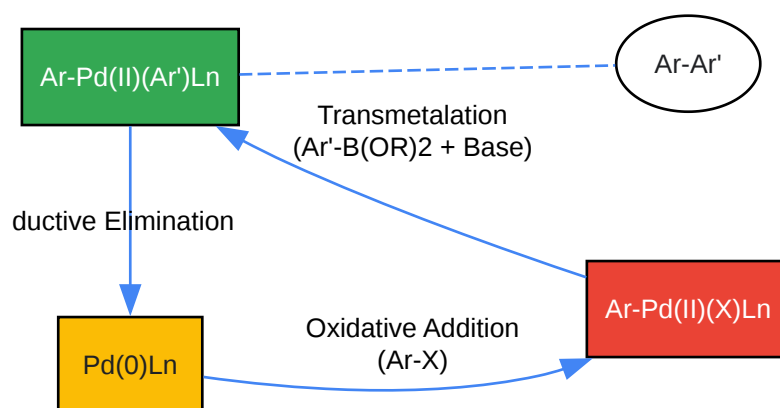 Ar-Pd(II)(Ar')Ln
Ar-Ar'
Transmetalation
(Ar'-B(OR)2 + Base)
ductive Elimination
Ar-Pd(II)(X)Ln
Oxidative Addition
(Ar-X)
Pd(0)Ln